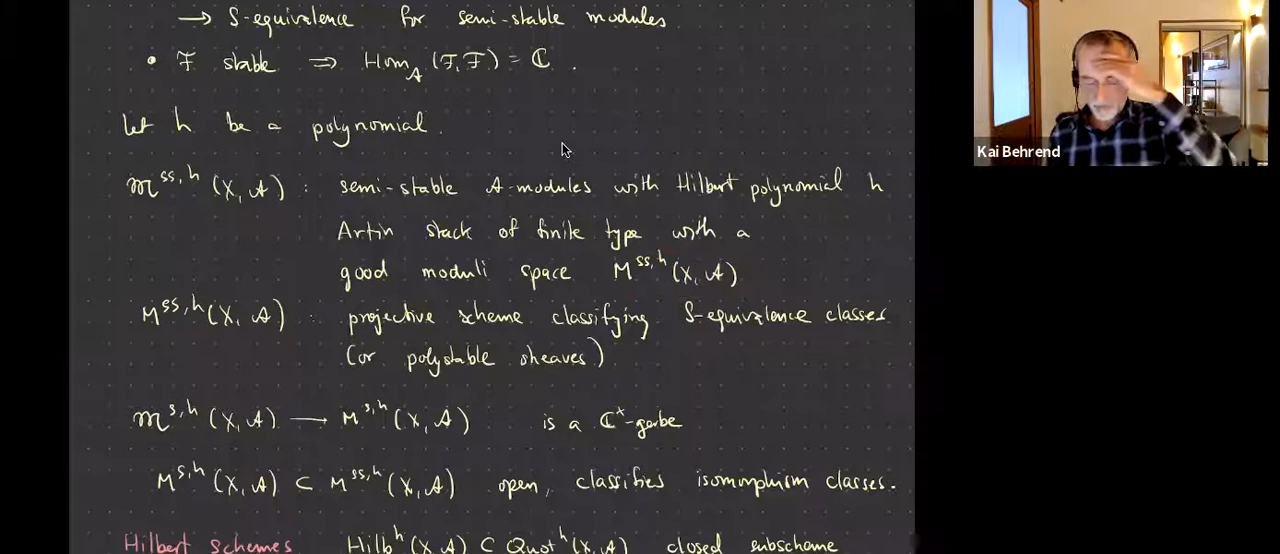 → S-equivalence for semi-stable modules
• F stable ⇒ Hom_A (F, F) = ℂ .
Let h be a polynomial.
𝔐^{ss,h} (X, A) : semi-stable A-modules with Hilbert polynomial h
Artin stack of finite type with a
good moduli space M^{ss,h}(X, A)
M^{ss,h}(X, A) : projective scheme classifying S-equivalence classes
(or polystable sheaves)
𝔐^{s,h}(X, A) → M^{s,h}(X, A) is a ℂ^×-gerbe
M^{s,h}(X, A) ⊂ M^{ss,h}(X, A) open, classifies isomorphism classes.
Hilbert schemes Hilb^h(X, A) ⊂ Quot^h(X, A) closed subscheme
Kai Behrend